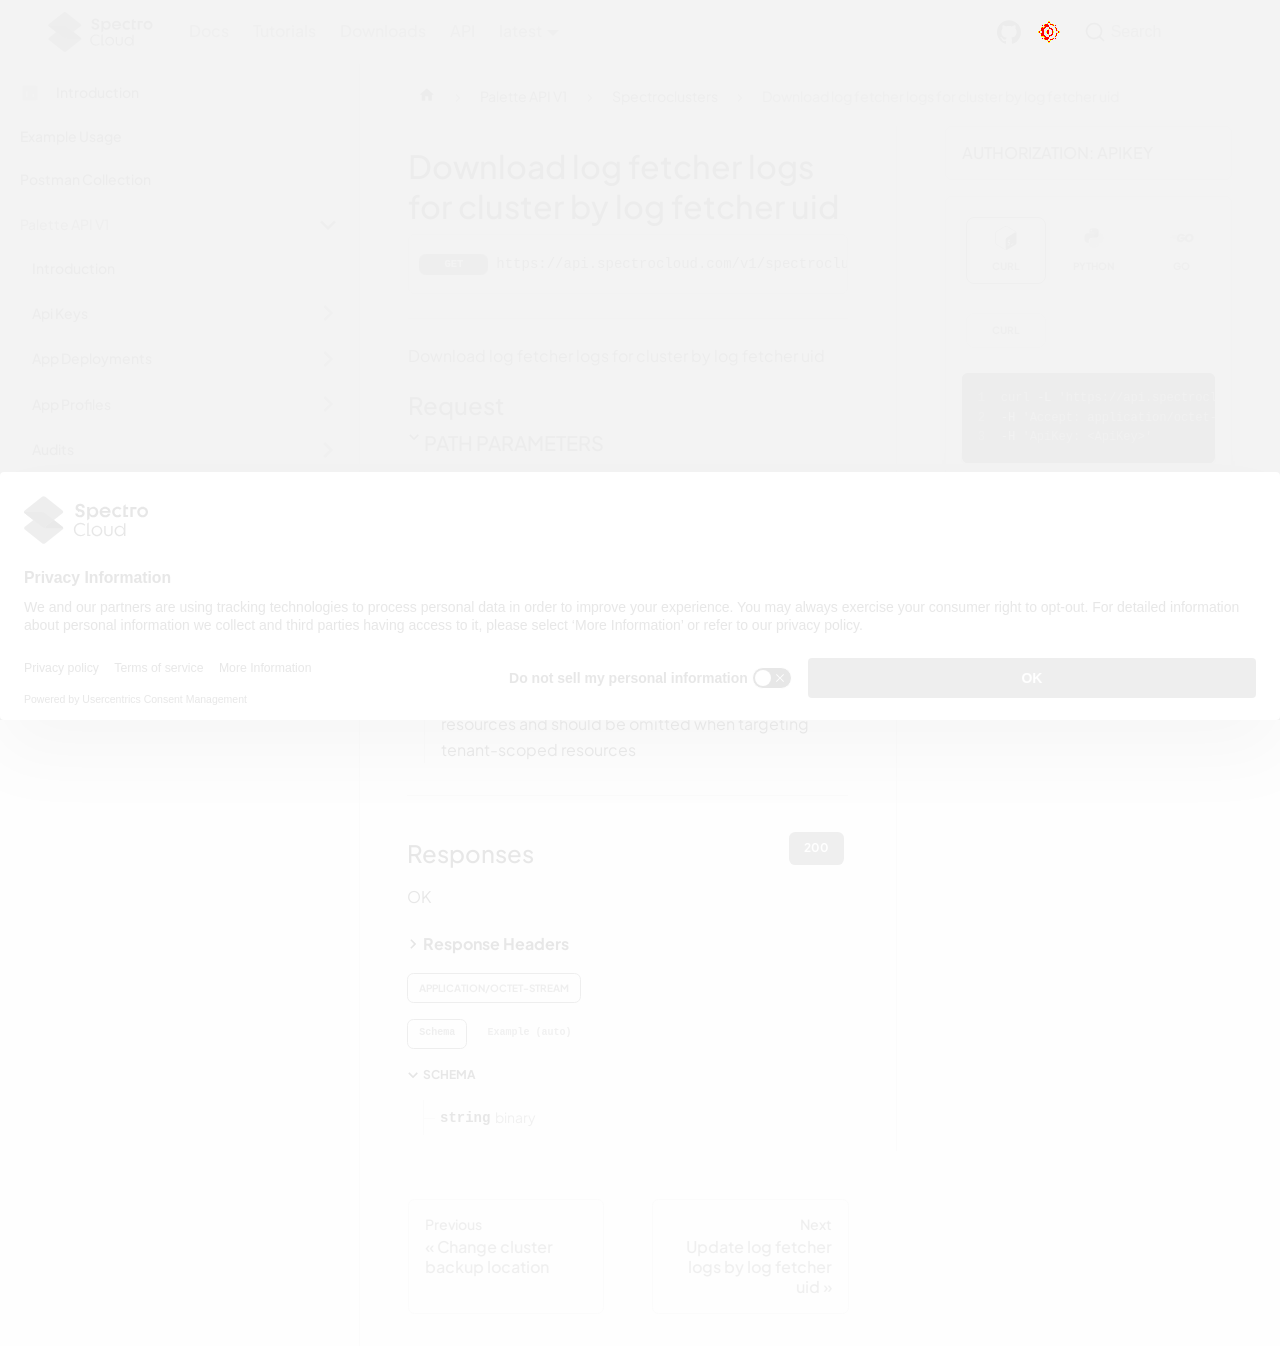 Spectro
Cloud
Docs Tutorials Downloads API latest
Search
Introduction
Example Usage
Postman Collection
Palette API V1
Introduction
Api Keys
App Deployments
App Profiles
Audits
Palette API V1
Spectroclusters
Download log fetcher logs for cluster by log fetcher uid
Download log fetcher logs
for cluster by log fetcher uid
GET https://api.spectrocloud.com/v1/spectroclu
Download log fetcher logs for cluster by log fetcher uid
Request
PATH PARAMETERS
AUTHORIZATION: APIKEY
CURL PYTHON GO
CURL
Spectro
Cloud
Privacy Information
We and our partners are using tracking technologies to process personal data in order to improve your experience. You may always exercise your consumer right to opt-out. For detailed information
about personal information we collect and third parties having access to it, please select ‘More Information’ or refer to our privacy policy.
Privacy policy Terms of service More Information
Powered by Usercentrics Consent Management
Do not sell my personal information
OK
resources and should be omitted when targeting
tenant-scoped resources
Responses
200
OK
Response Headers
APPLICATION/OCTET-STREAM
Schema Example (auto)
SCHEMA
string binary
Previous
« Change cluster
backup location
Next
Update log fetcher
logs by log fetcher
uid »